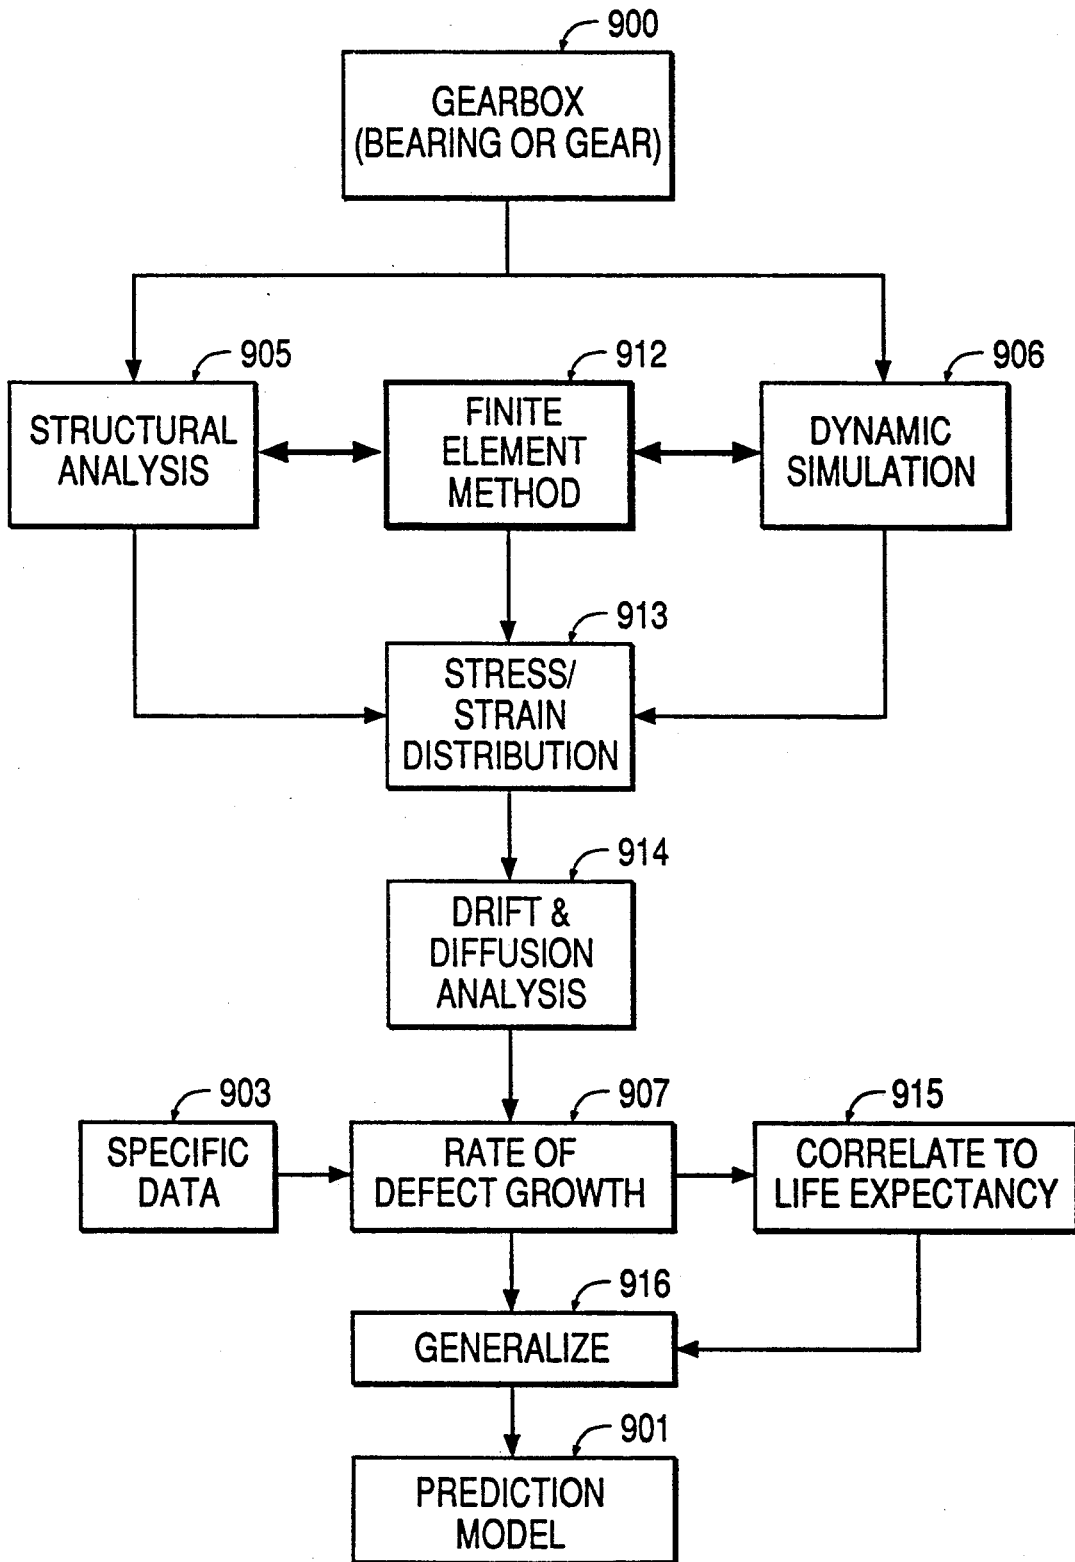 900
GEARBOX
(BEARING OR GEAR)
905
STRUCTURAL
ANALYSIS
912
FINITE
ELEMENT
METHOD
906
DYNAMIC
SIMULATION
913
STRESS/
STRAIN
DISTRIBUTION
914
DRIFT &
DIFFUSION
ANALYSIS
903
SPECIFIC
DATA
907
RATE OF
DEFECT GROWTH
915
CORRELATE TO
LIFE EXPECTANCY
916
GENERALIZE
901
PREDICTION
MODEL